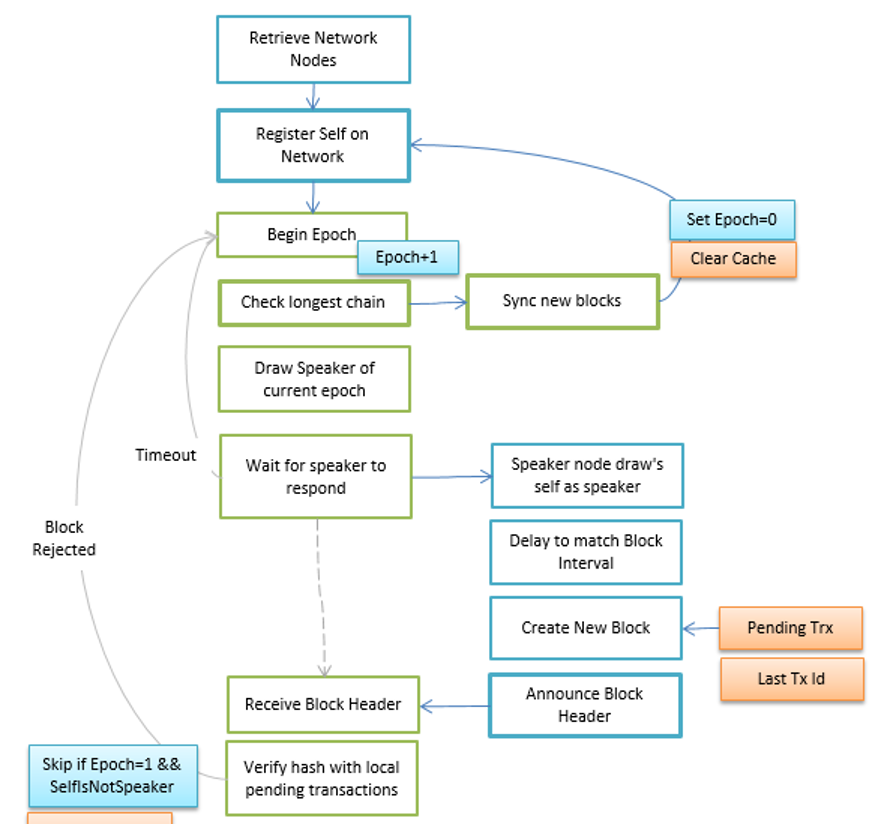 Retrieve Network
Nodes
Register Self on
Network
Set Epoch=0
Clear Cache
Begin Epoch
Epoch+1
Check longest chain
Sync new blocks
Draw Speaker of
current epoch
Timeout
Wait for speaker to
respond
Speaker node draw's
self as speaker
Block
Rejected
Delay to match Block
Interval
Create New Block
Pending Trx
Last Tx Id
Receive Block Header
Announce Block
Header
Skip if Epoch=1 &&
SelfIsNotSpeaker
Verify hash with local
pending transactions